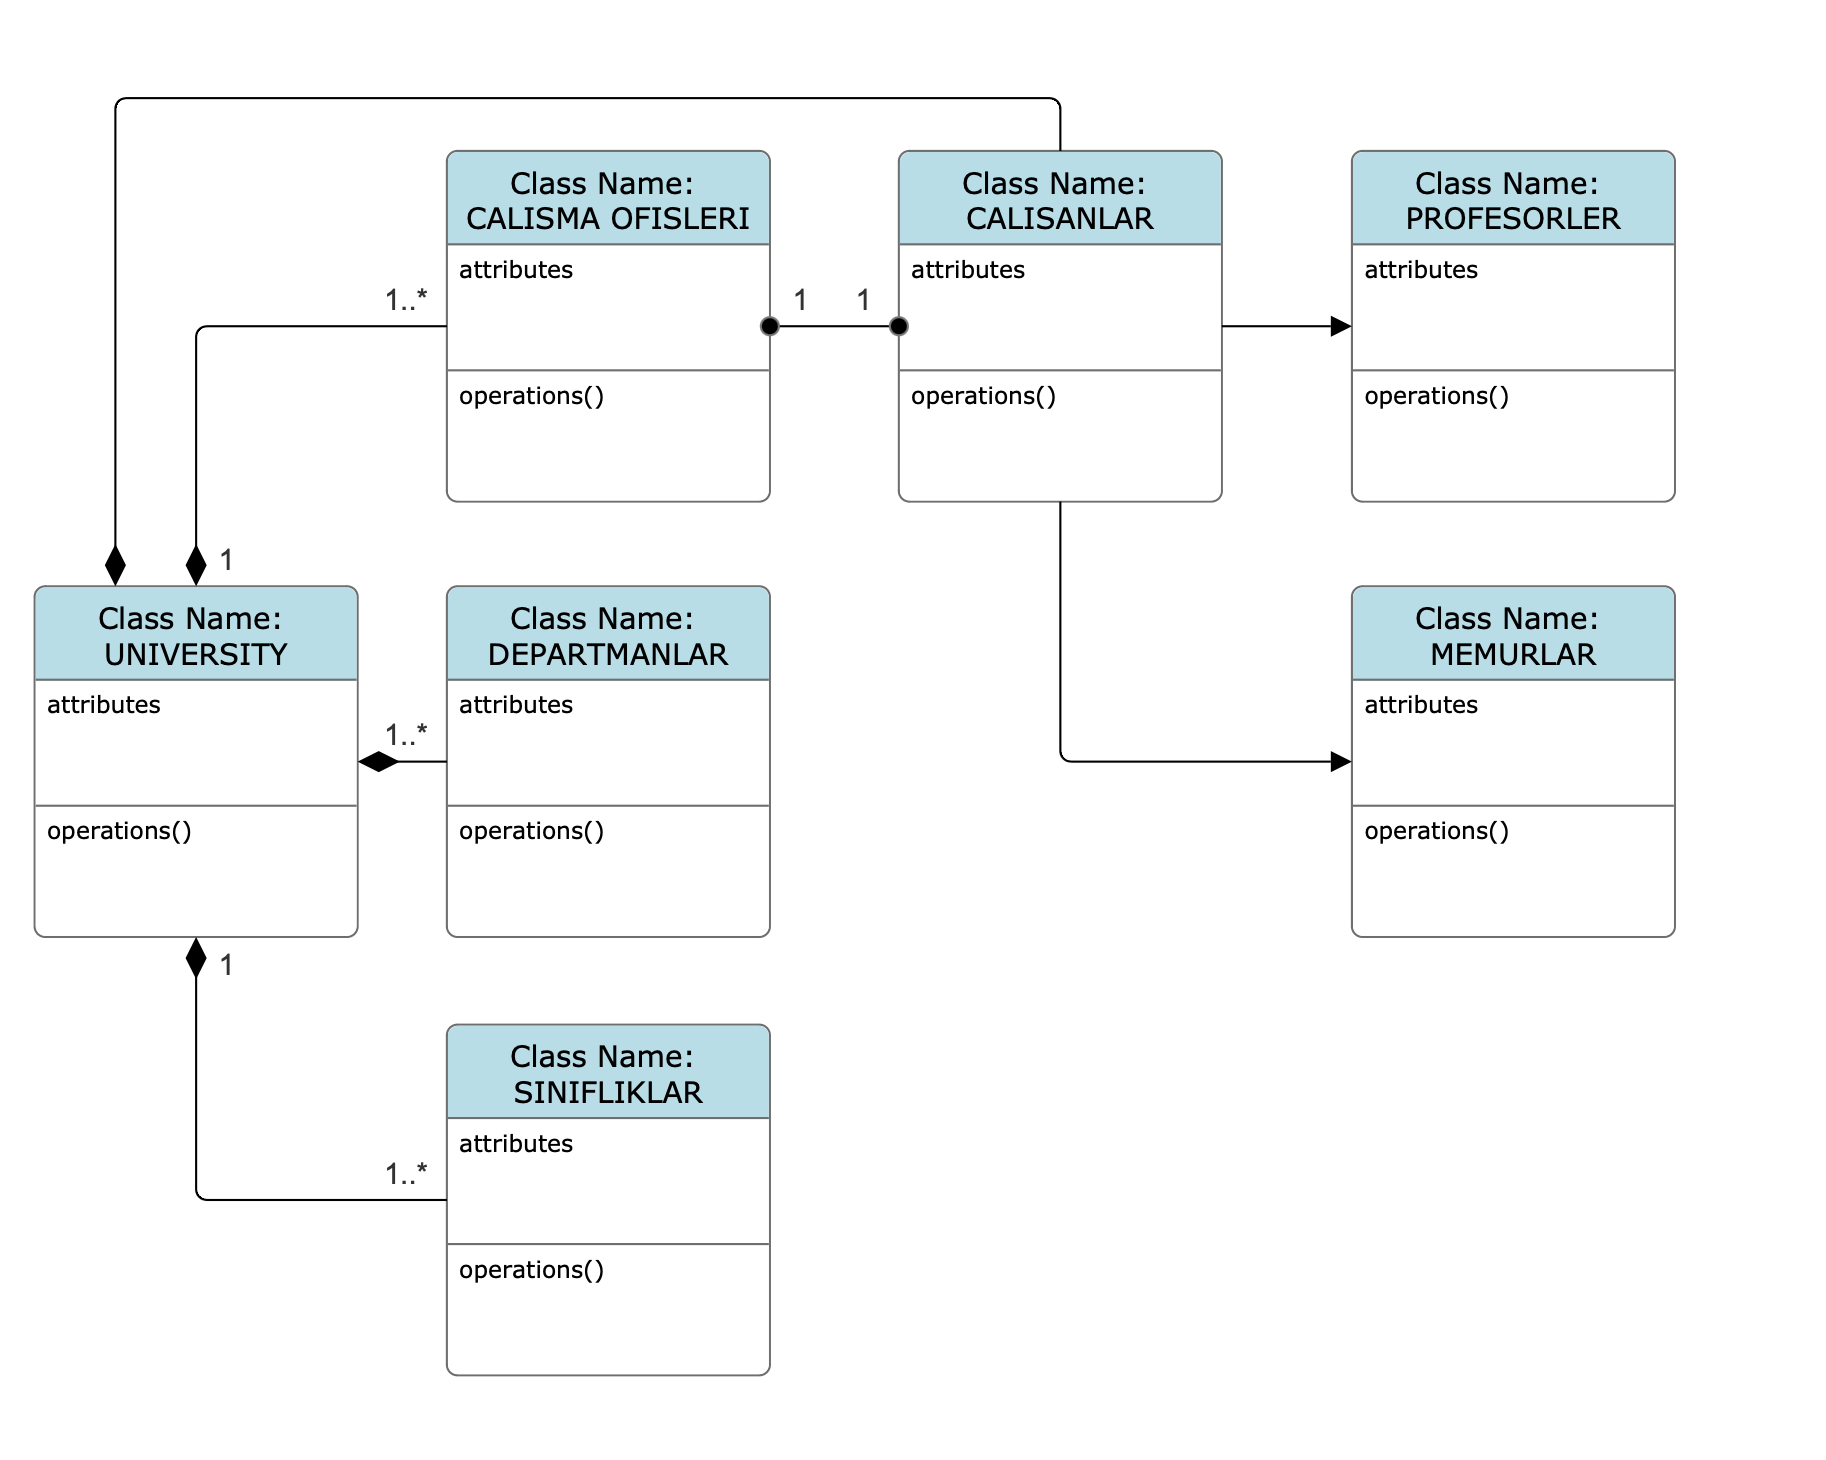 Class Name:
CALISMA OFISLERI
attributes
operations()
Class Name:
CALISANLAR
attributes
operations()
Class Name:
PROFESORLER
attributes
operations()
1..*
1
1
1
Class Name:
UNIVERSITY
attributes
operations()
1..*
Class Name:
DEPARTMANLAR
attributes
operations()
Class Name:
MEMURLAR
attributes
operations()
1
1..*
Class Name:
SINIFLIKLAR
attributes
operations()